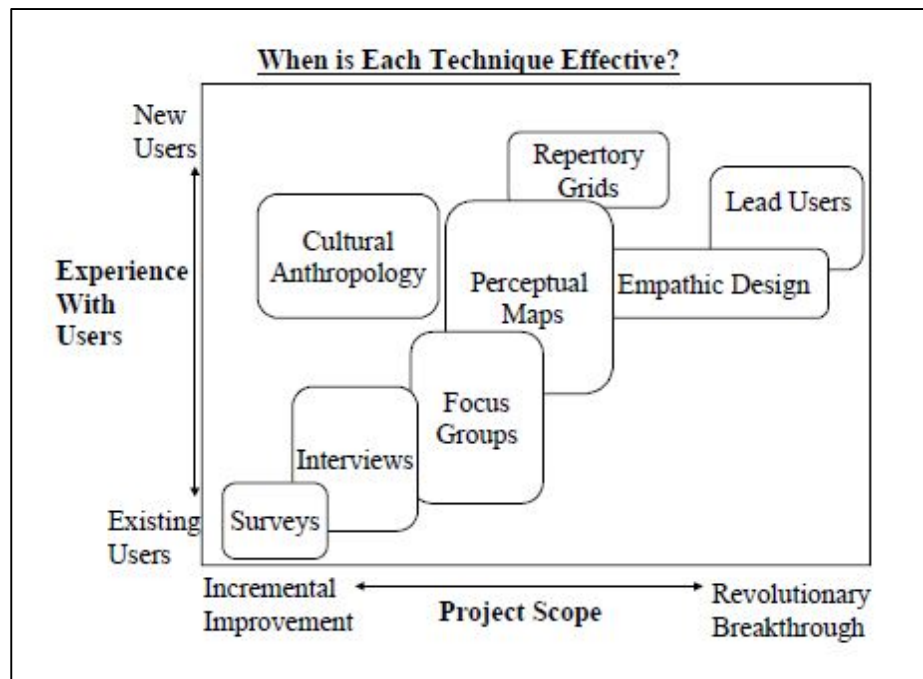 When is Each Technique Effective?
New
Users
Repertory
Grids
Lead Users
Cultural
Anthropology
Experience
With
Users
Perceptual
Maps
Empathic Design
Focus
Groups
Interviews
Existing
Users
Surveys
Incremental
Improvement
Project Scope
Revolutionary
Breakthrough